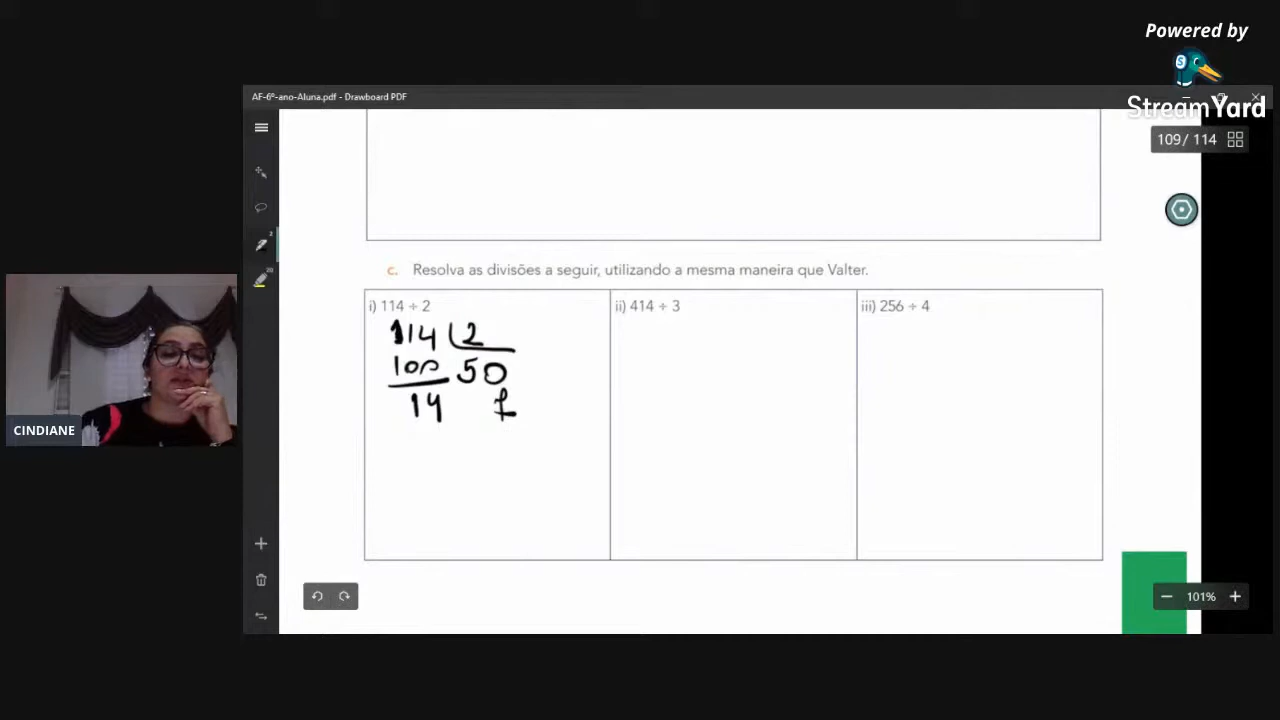 Powered by
StreamYard
AF-6º-ano-Aluna.pdf - Drawboard PDF
109 / 114
c. Resolva as divisões a seguir, utilizando a mesma maneira que Valter.
i) 114 ÷ 2
ii) 414 ÷ 3
iii) 256 ÷ 4
114 2
100 50
14 7
CINDIANE
101%